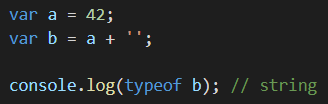 var a = 42;
var b = a + '';
console.log(typeof b); // string